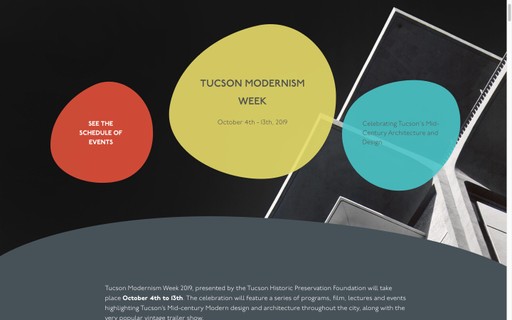 TUCSON MODERNISM
WEEK
October 4th - 13th, 2019
SEE THE
SCHEDULE OF
EVENTS
Celebrating Tucson's Mid-
Century Architecture and
Design
Tucson Modernism Week 2019, presented by the Tucson Historic Preservation Foundation will take
place October 4th to 13th. The celebration will feature a series of programs, film, lectures and events
highlighting Tucson's Mid-century Modern design and architecture throughout the city, along with the
very popular vintage trailer show.